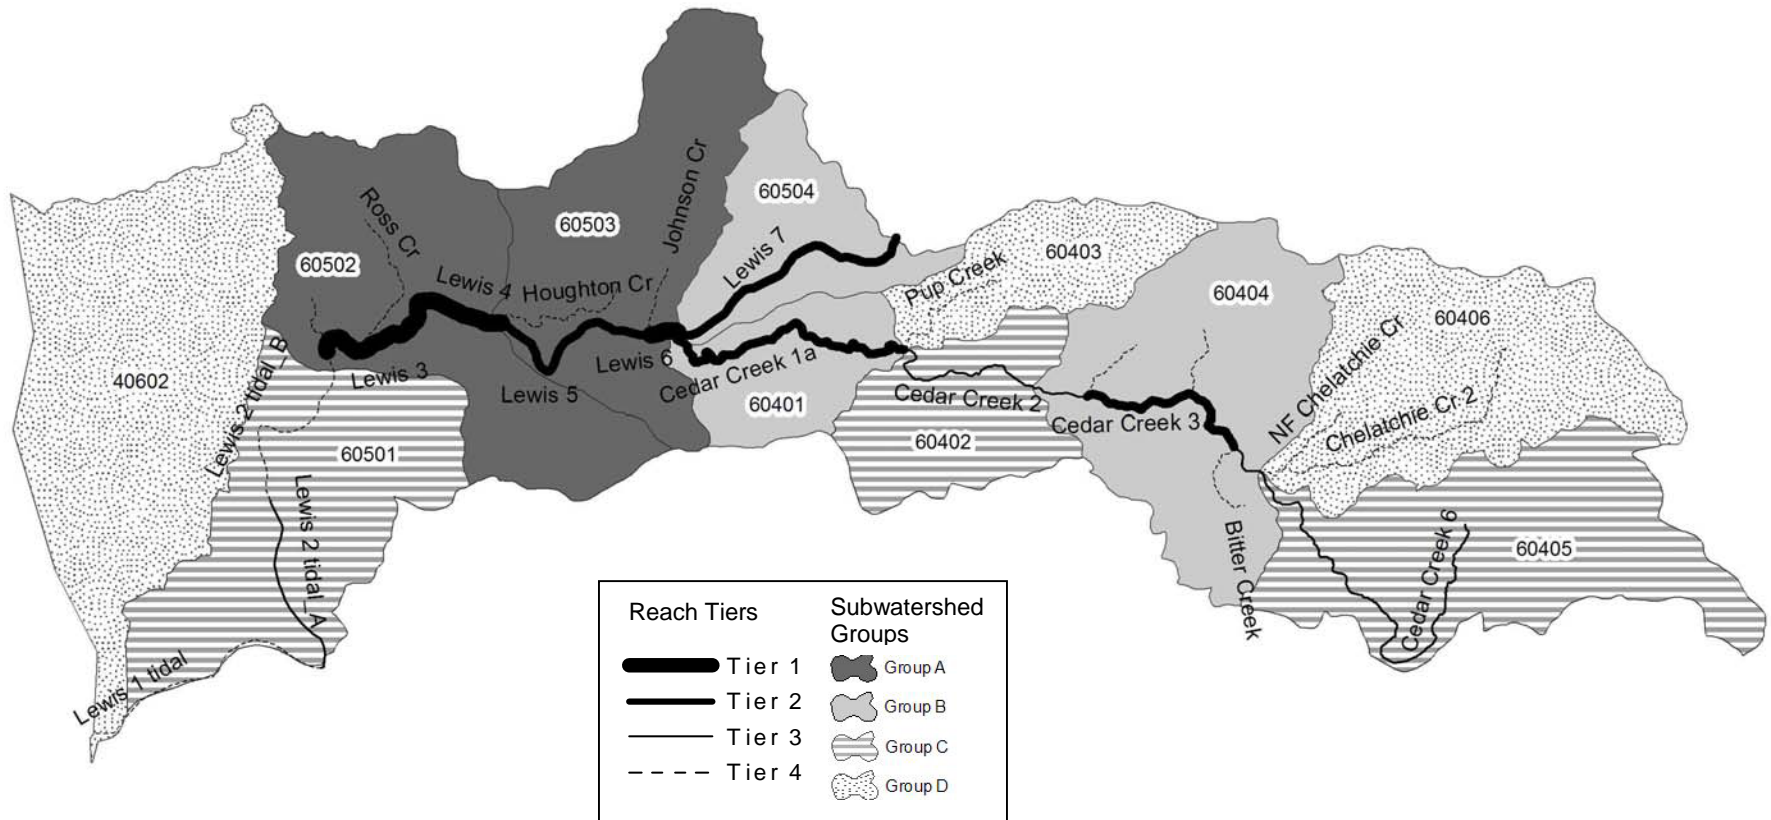 60504
60503
Johnson Cr
Ross Cr
60502
Lewis 4
Houghton Cr
Lewis 7
Pup Creek
60403
60404
60406
NF Chelatchie Cr
Chelatchie Cr 2
40602
Lewis 2 tidal_B
Lewis 3
Lewis 5
Lewis 6
Cedar Creek 1a
60401
Cedar Creek 2
60402
Cedar Creek 3
60501
Lewis 2 tidal_A
Lewis 1 tidal
Bitter Creek
Cedar Creek 6
60405
Reach Tiers
Tier 1
Tier 2
Tier 3
Tier 4
Subwatershed
Groups
Group A
Group B
Group C
Group D